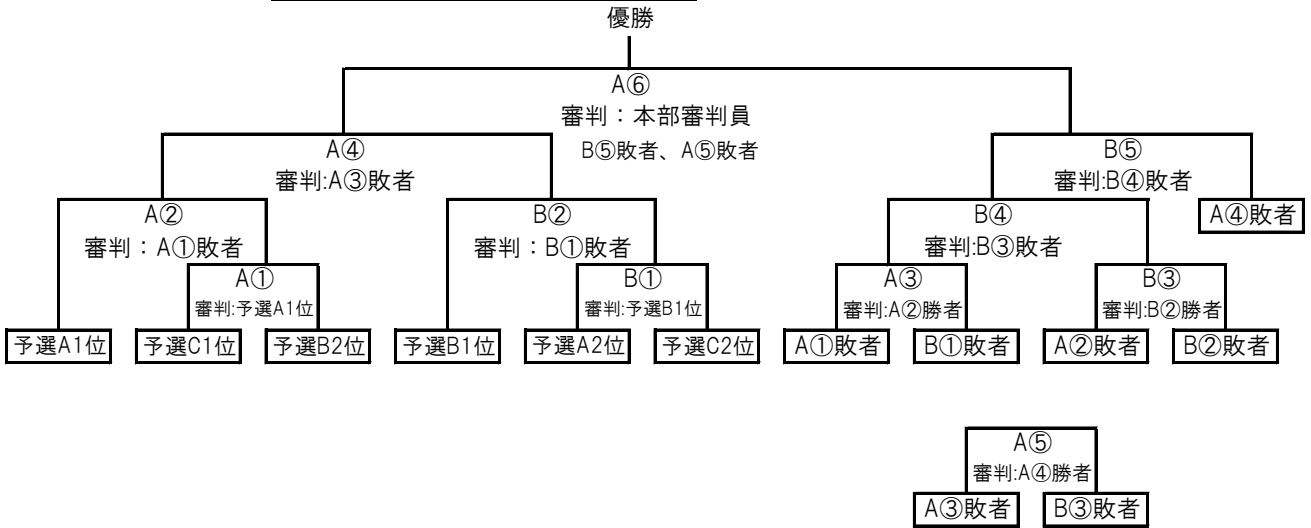 優勝
A⑥
審判：本部審判員
B⑤敗者、A⑤敗者
A④
審判:A③敗者
B⑤
審判:B④敗者
A②
審判：A①敗者
B②
審判：B①敗者
B④
審判:B③敗者
A④敗者
A①
審判:予選A1位
B①
審判:予選B1位
A③
審判:A②勝者
B③
審判:B②勝者
予選A1位
予選C1位
予選B2位
予選B1位
予選A2位
予選C2位
A①敗者
B①敗者
A②敗者
B②敗者
A⑤
審判:A④勝者
A③敗者
B③敗者